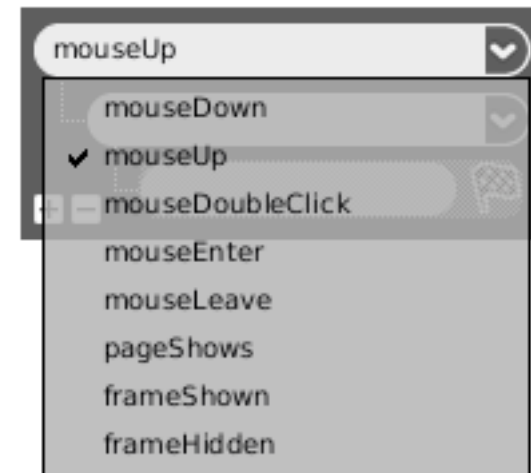 mouseUp
mouseDown
mouseUp
mouseDoubleClick
mouseEnter
mouseLeave
pageShows
frameShown
frameHidden